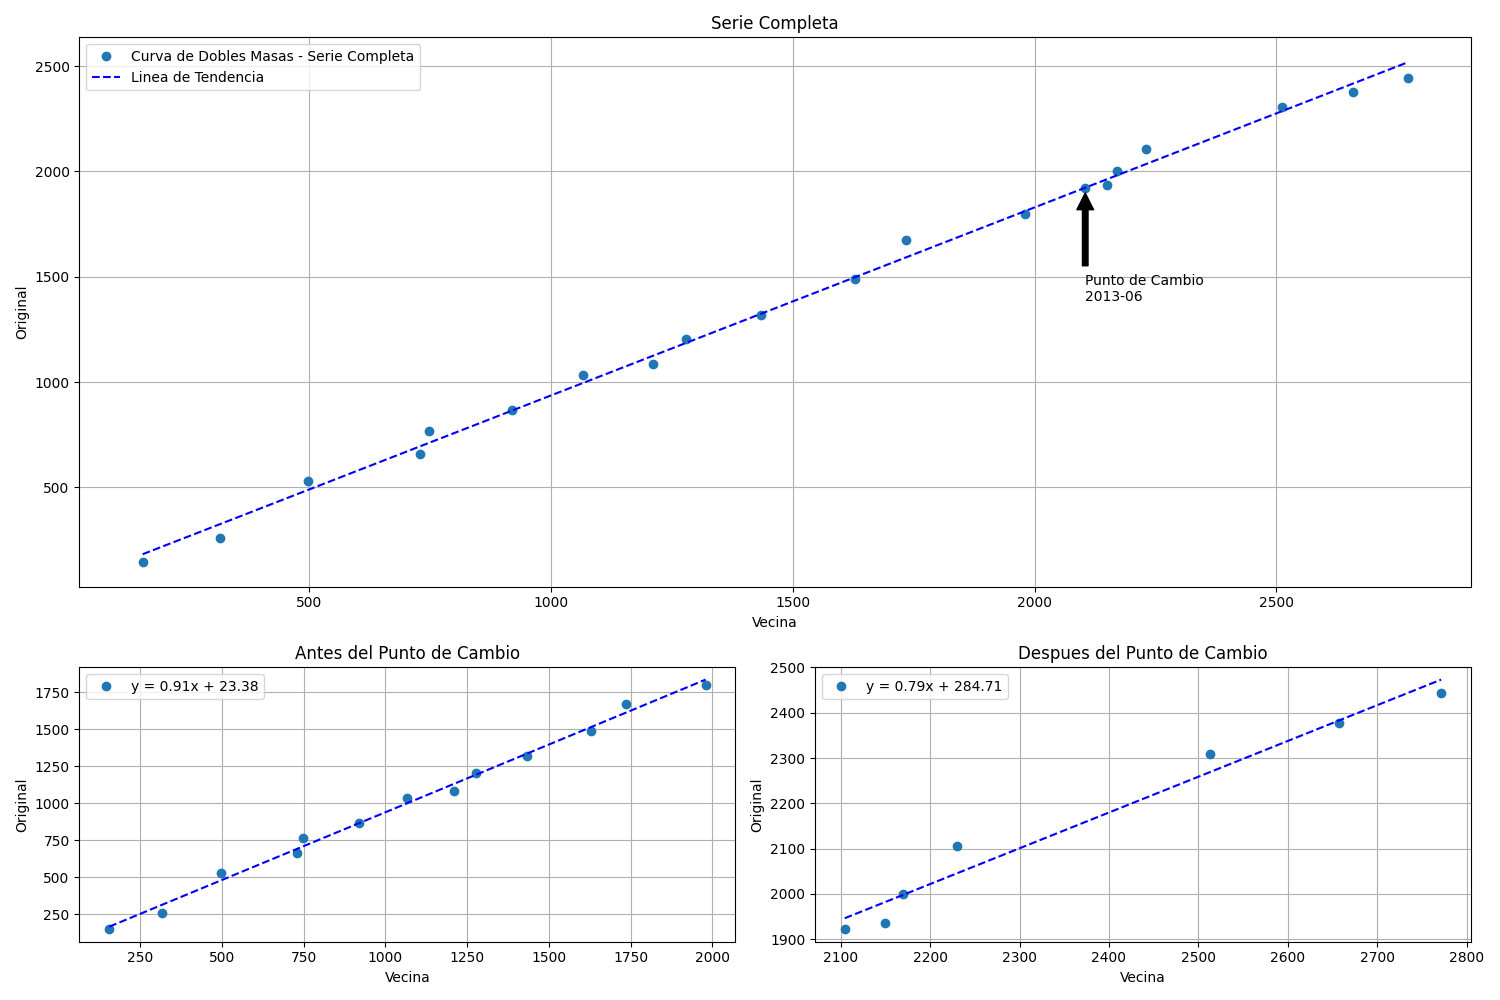 Serie Completa
Curva de Dobles Masas - Serie Completa
Linea de Tendencia
2500
2000
1500
1000
500
Original
Punto de Cambio
2013-06
500 1000 1500 2000 2500
Vecina
Antes del Punto de Cambio
y = 0.91x + 23.38
1750
1500
1250
1000
750
500
250
Original
250 500 750 1000 1250 1500 1750 2000
Vecina
Despues del Punto de Cambio
y = 0.79x + 284.71
2500
2400
2300
2200
2100
2000
1900
Original
2100 2200 2300 2400 2500 2600 2700 2800
Vecina